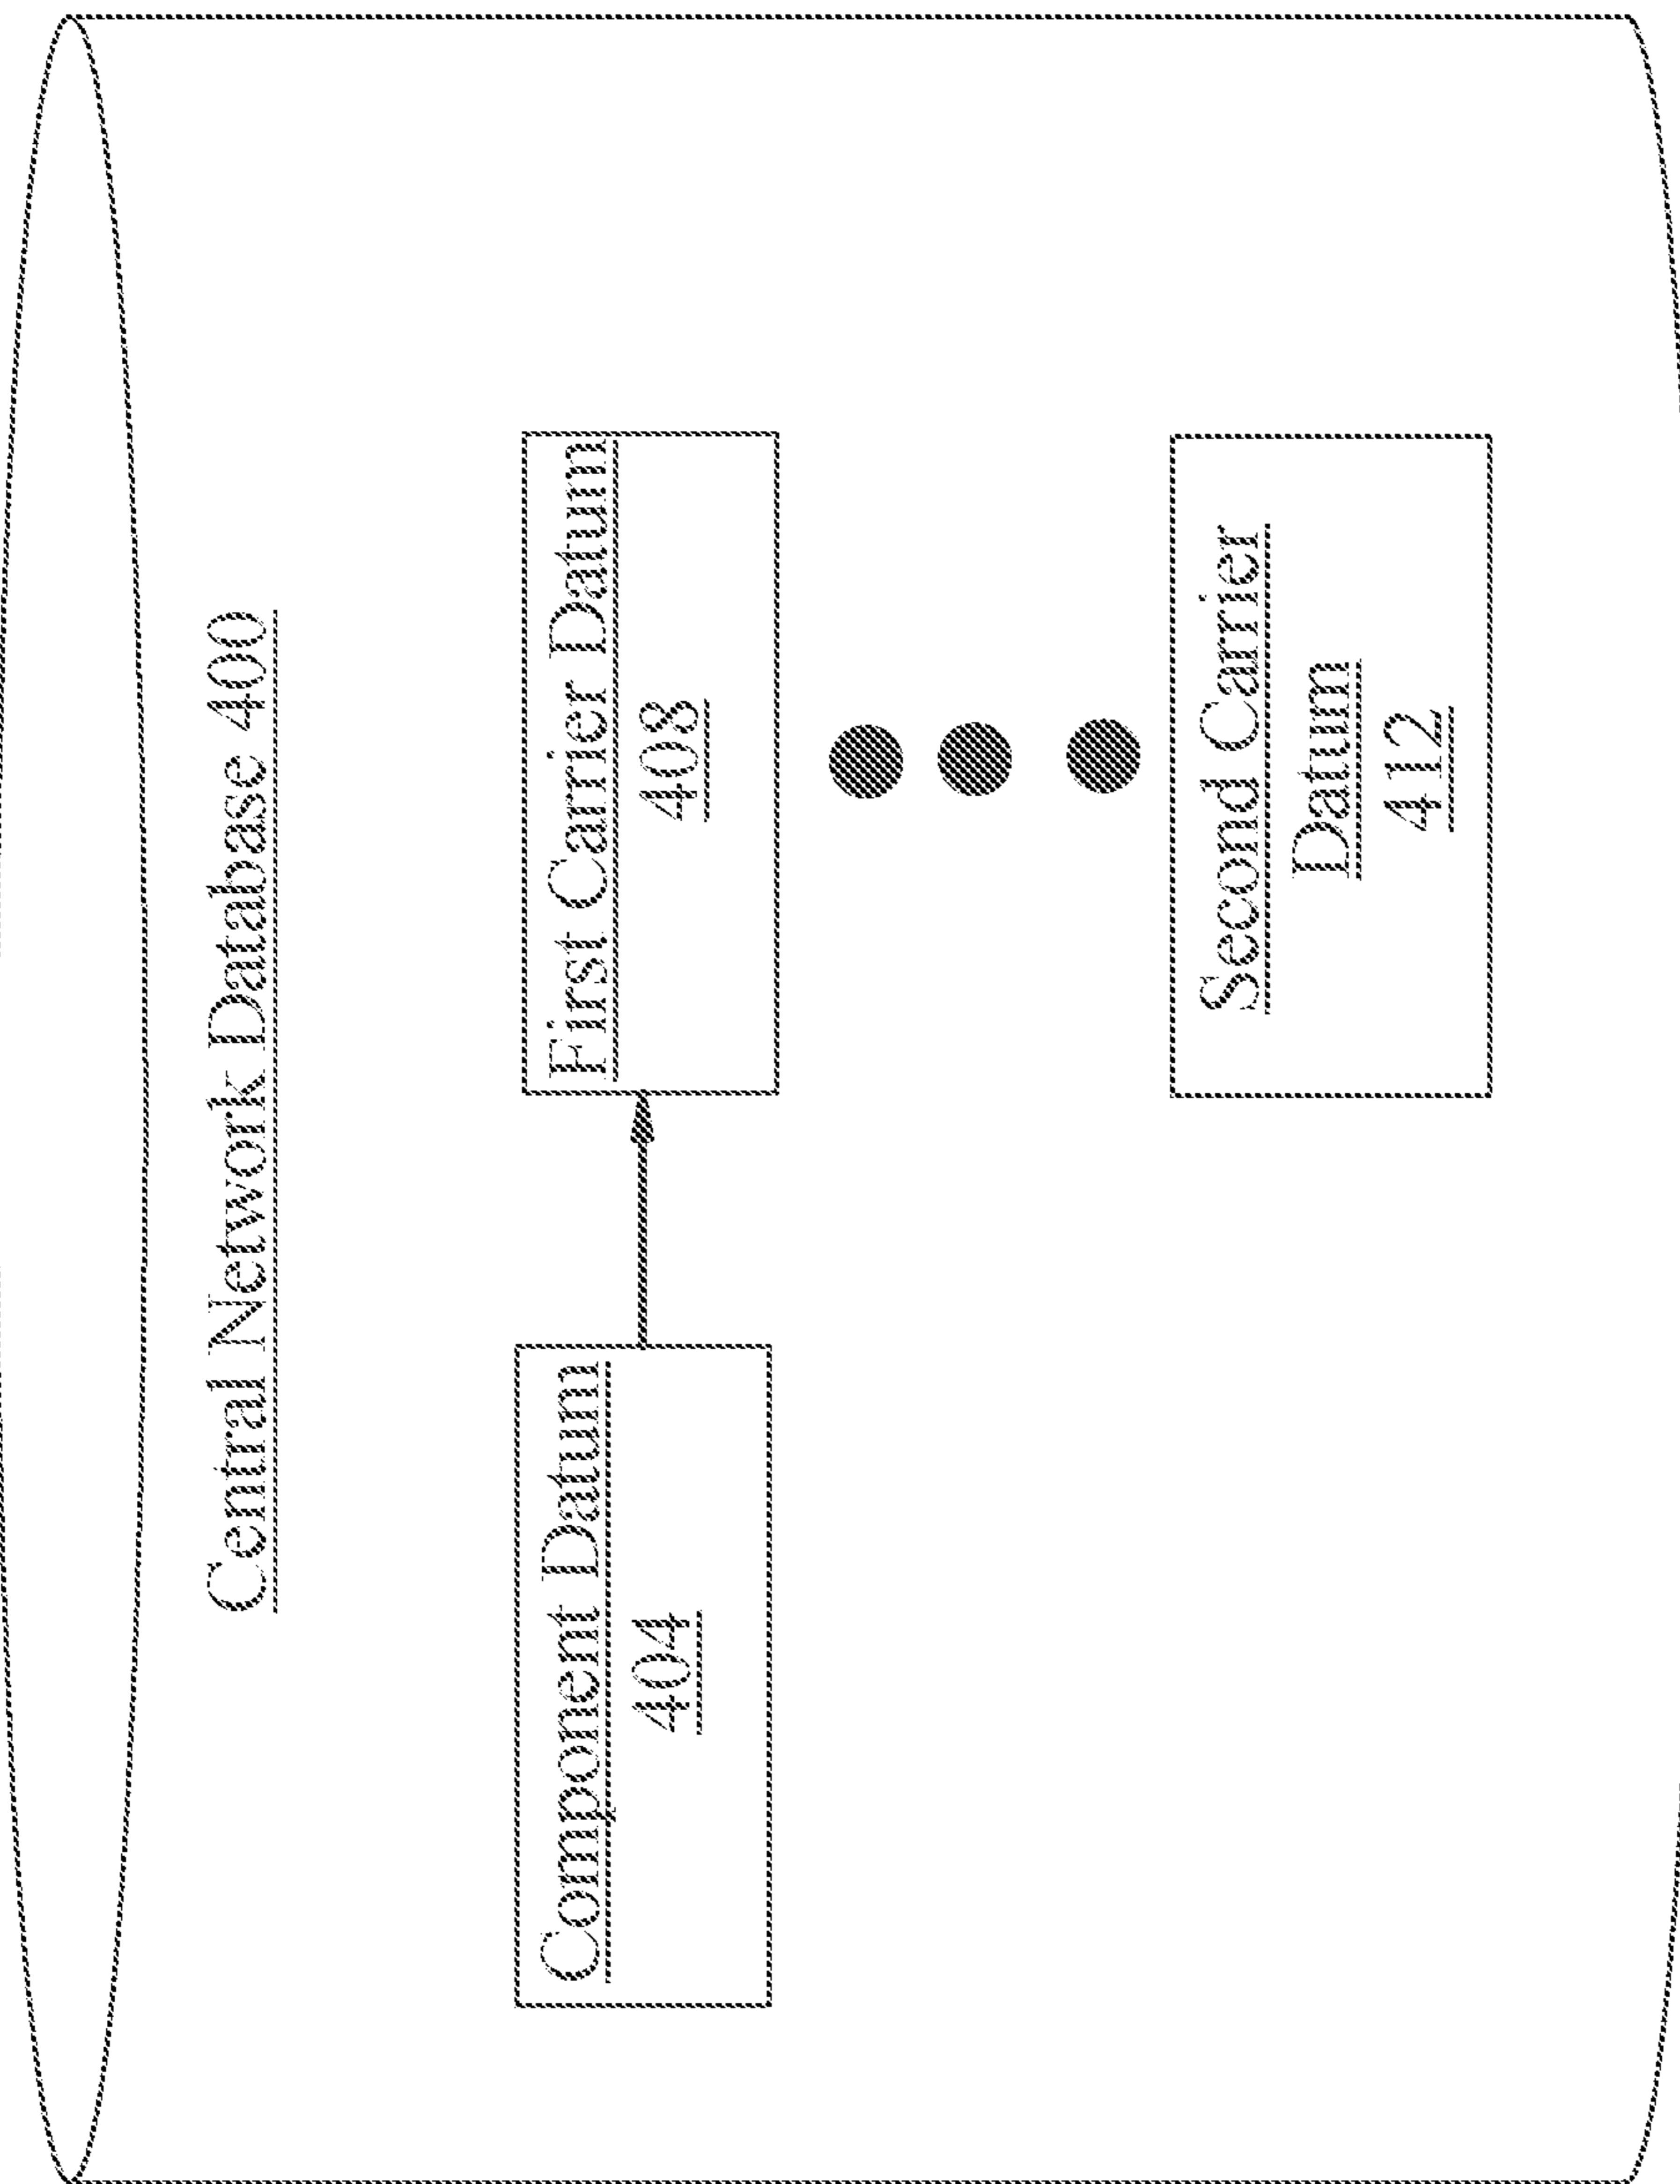 Central Network Database 400
Component Datum
404
First Carrier Datum
408
Second Carrier
Datum
412